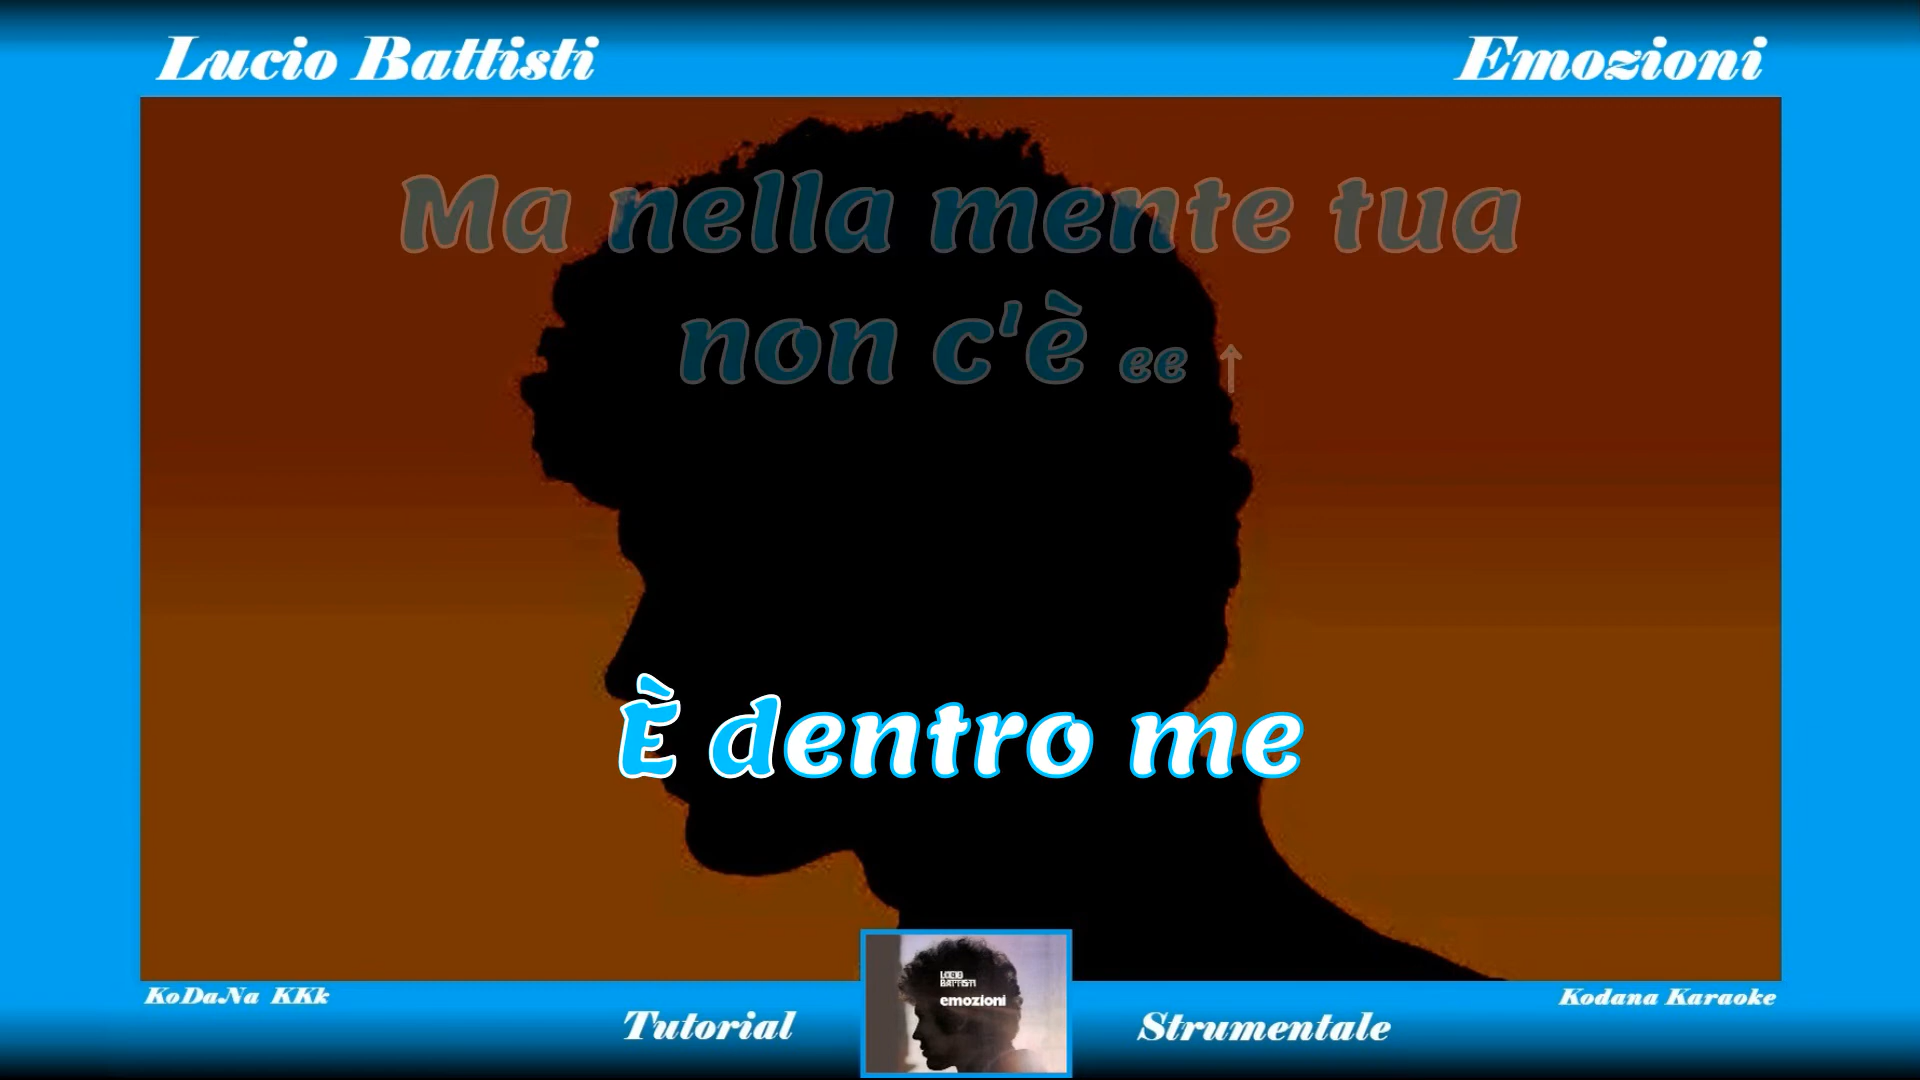 Lucio Battisti
Emozioni
Ma nella mente tua
non c'è ee ↑
È dentro me
KoDaNa KKk
Kodana Karaoke
Tutorial
LUCIO
BATTISTI
emozioni
Strumentale